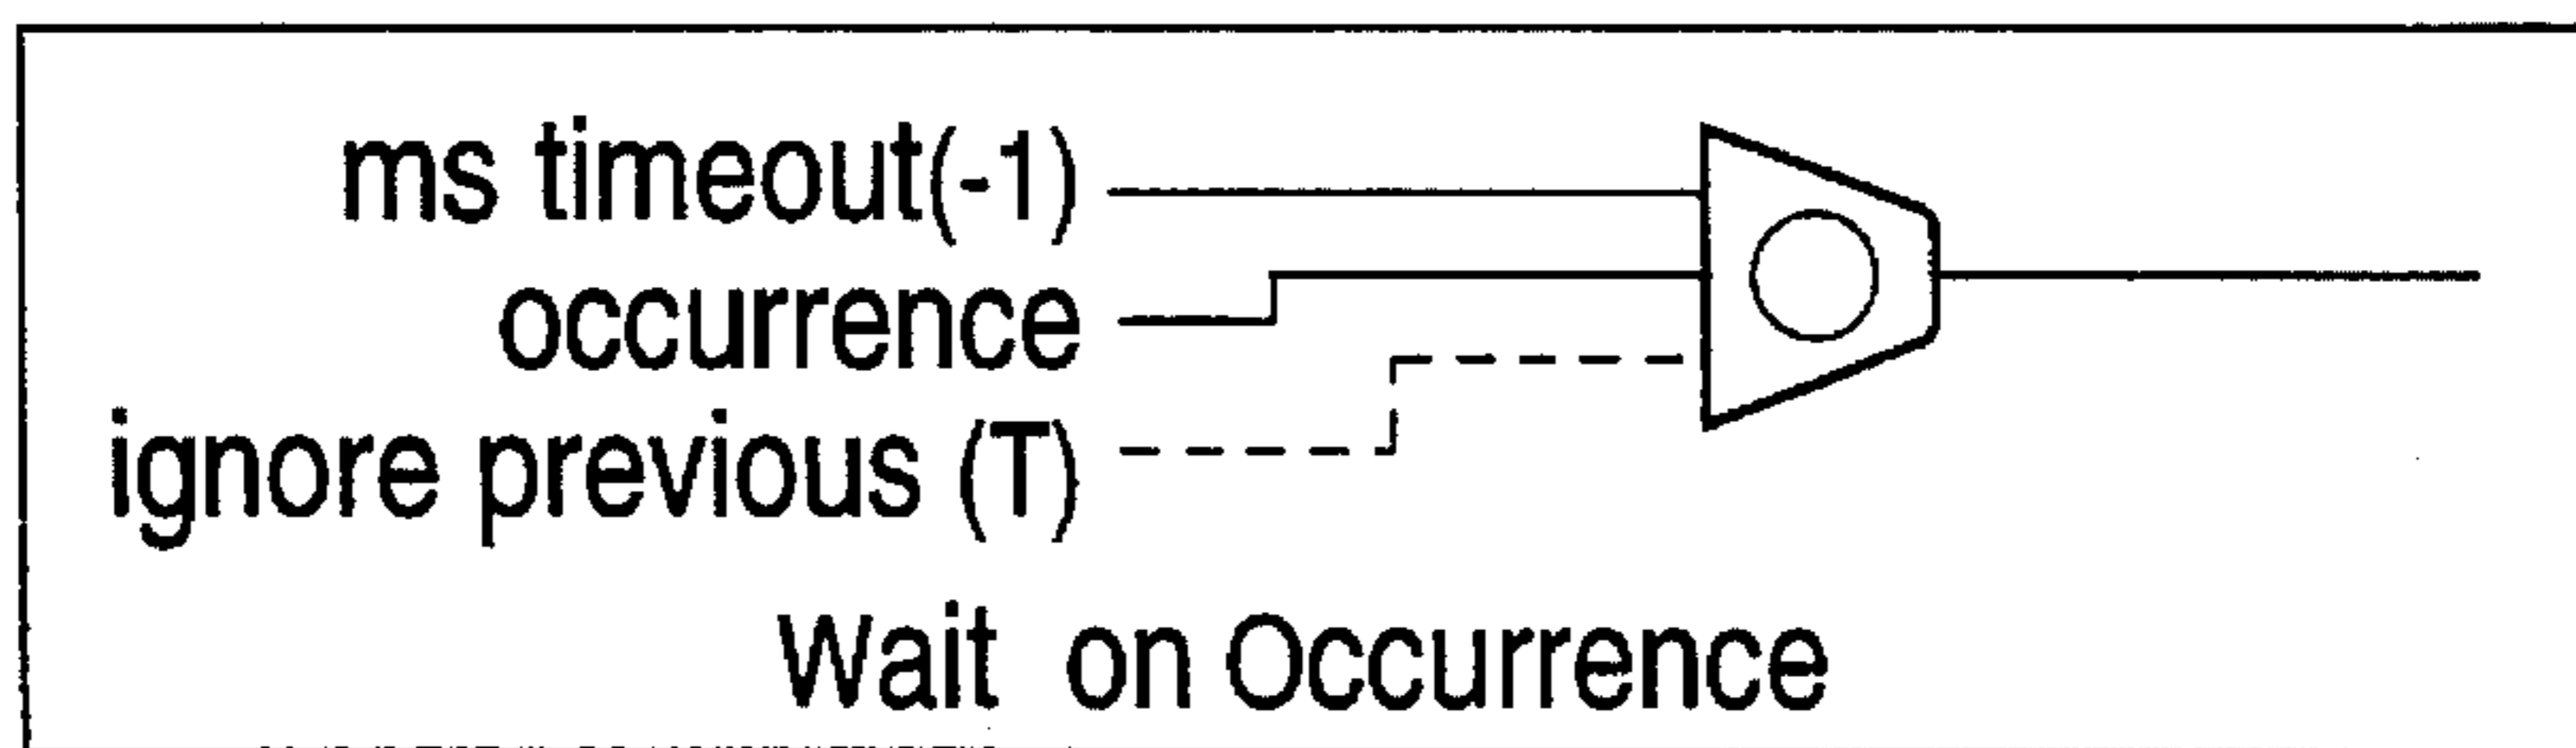 ms timeout(-1)
occurrence
ignore previous (T)
Wait on Occurrence